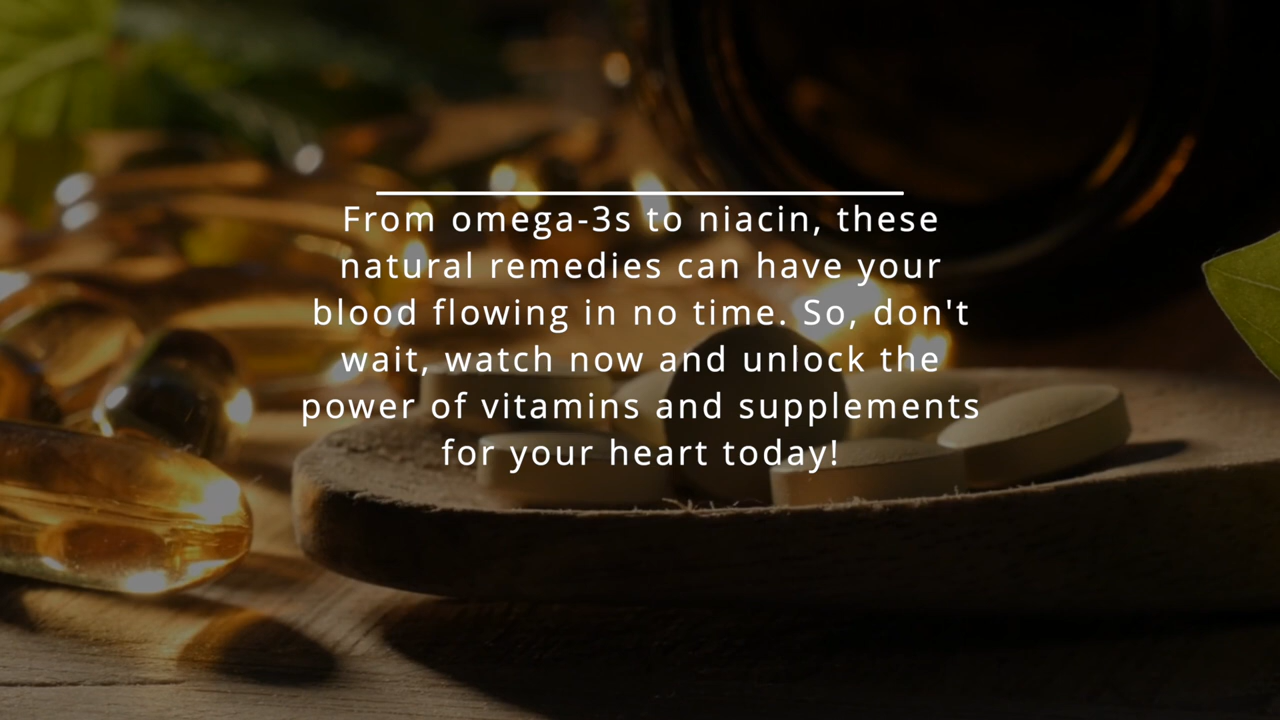 From omega-3s to niacin, these
natural remedies can have your
blood flowing in no time. So, don't
wait, watch now and unlock the
power of vitamins and supplements
for your heart today!